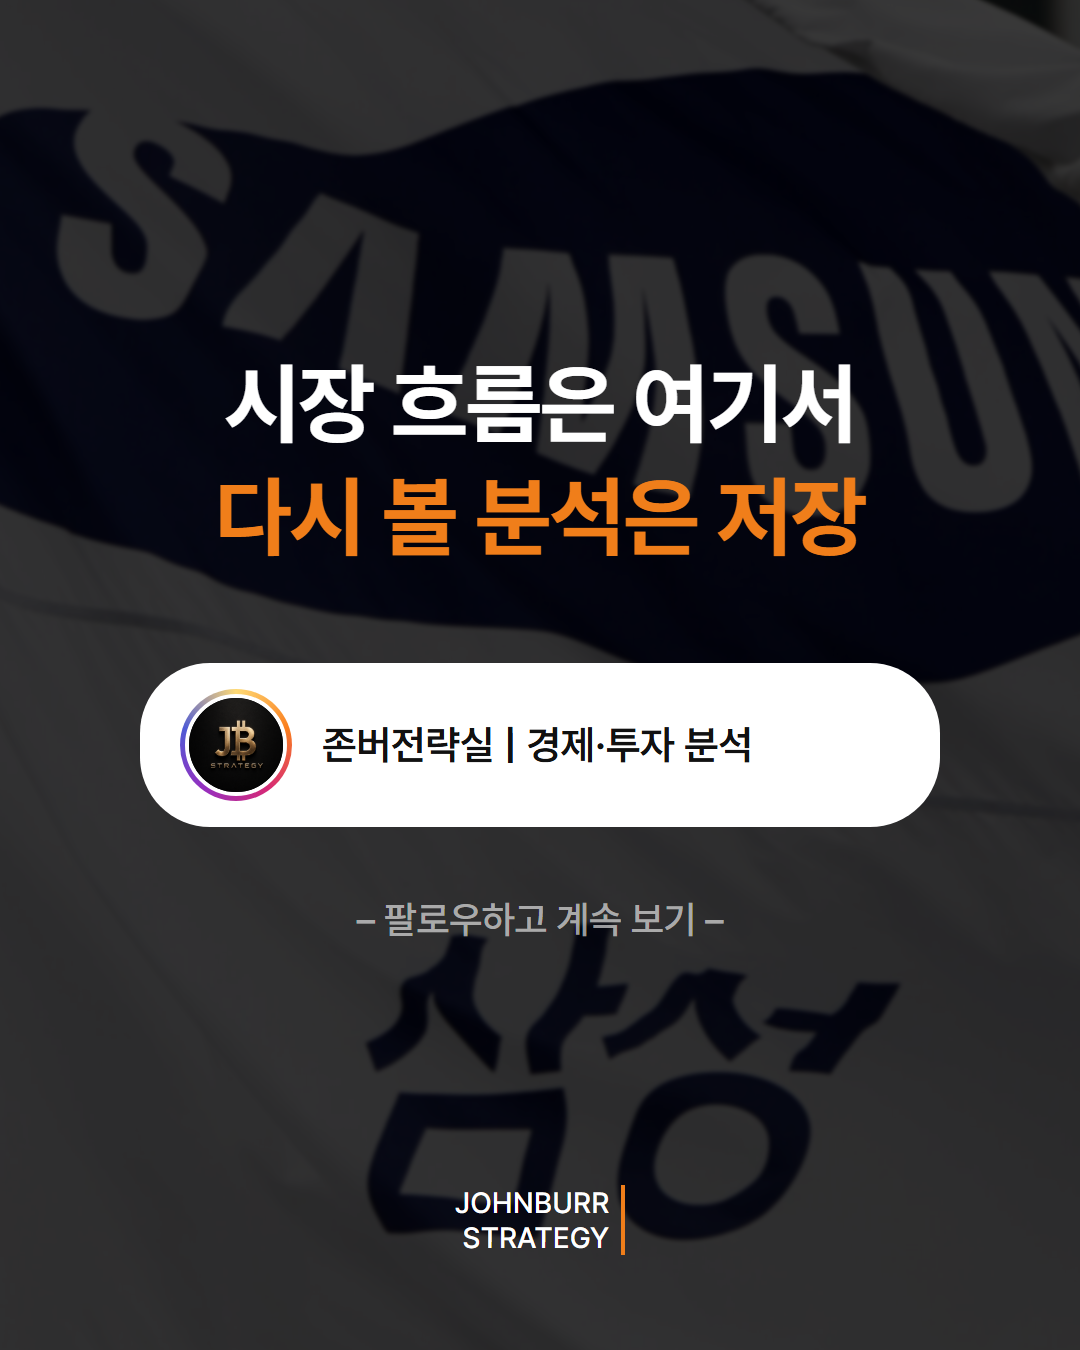 SAMSUN
시장 흐름은 여기서
다시 볼 분석은 저장
JB
STRATEGY
존버전략실 | 경제·투자 분석
– 팔로우하고 계속 보기 –
삼성
JOHNBURR
STRATEGY